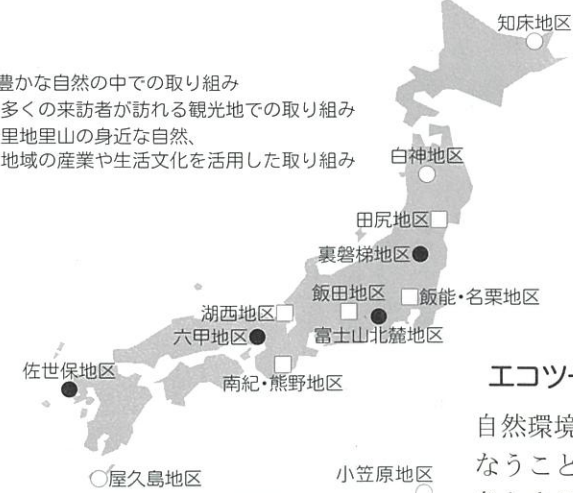 知床地区
豊かな自然の中での取り組み
多くの来訪者が訪れる観光地での取り組み
里地里山の身近な自然、
地域の産業や生活文化を活用した取り組み
白神地区
田尻地区
裏磐梯地区
飯田地区
飯能・名栗地区
湖西地区
六甲地区
富士山北麓地区
佐世保地区
南紀・熊野地区
エコツー
自然環境
なうこと
屋久島地区
小笠原地区